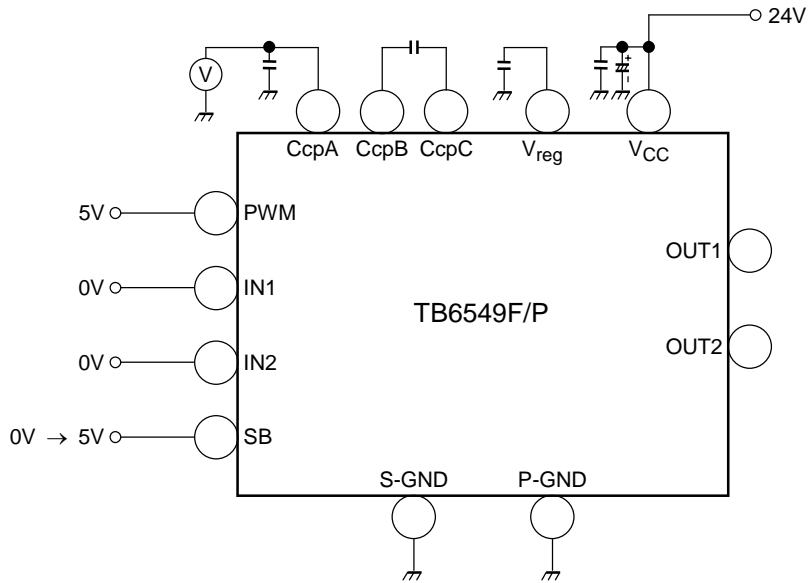 24V
V
+
−
CcpA CcpB CcpC Vreg VCC
5V PWM
OUT1
0V IN1
TB6549F/P
OUT2
0V IN2
0V → 5V SB
S-GND P-GND